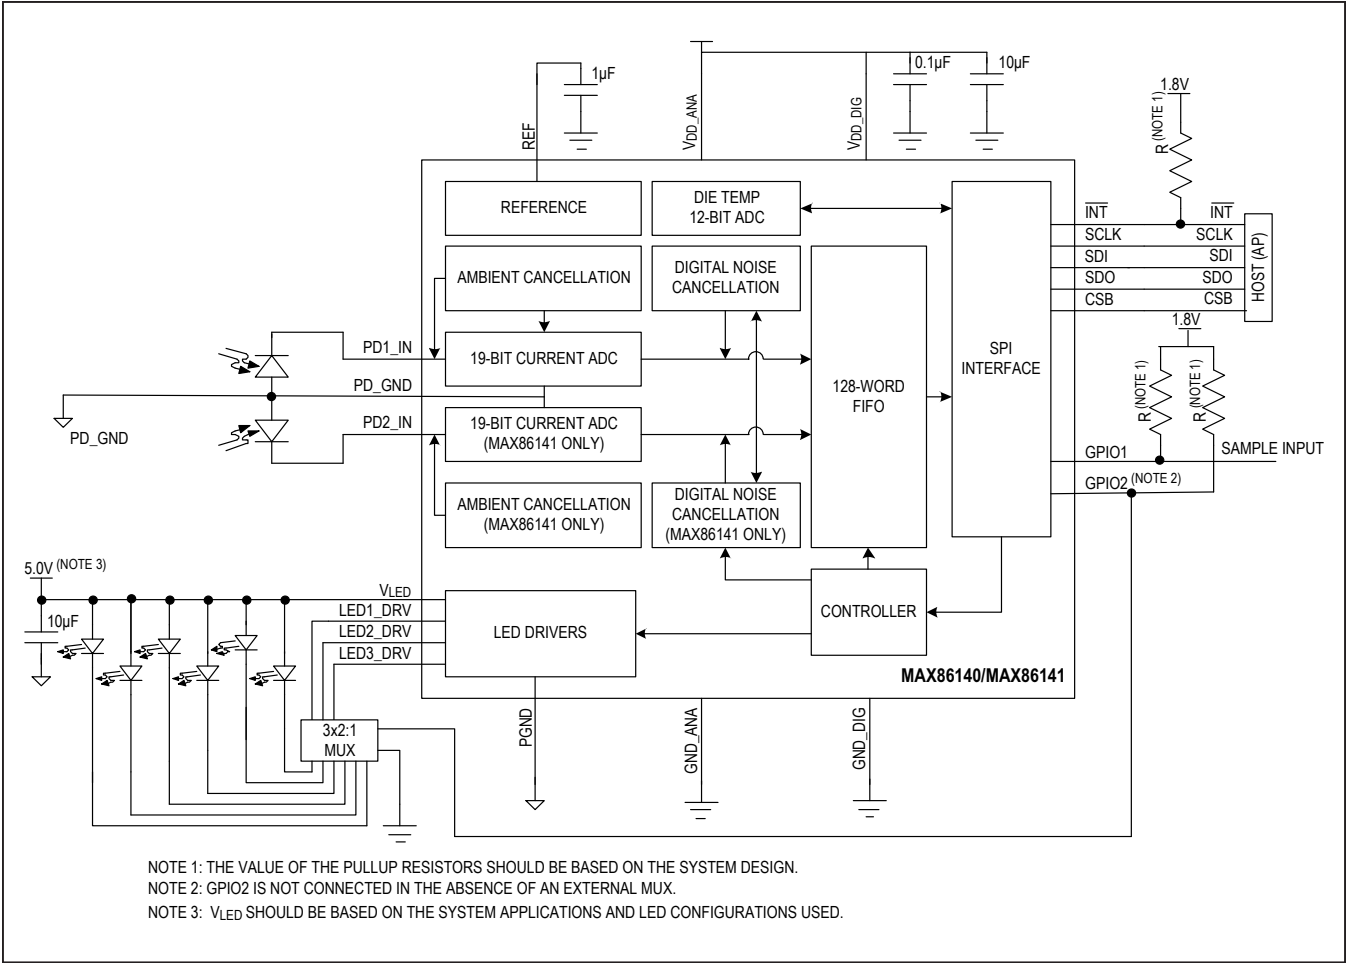 1µF
0.1µF
10µF
1.8V
REF
VDD_ANA
VDD_DIG
R (NOTE 1)
REFERENCE
DIE TEMP
12-BIT ADC
INT
INT
SCLK
SCLK
SDI
SDI
SDO
SDO
CSB
CSB
HOST (AP)
AMBIENT CANCELLATION
DIGITAL NOISE
CANCELLATION
1.8V
PD1_IN
19-BIT CURRENT ADC
SPI
INTERFACE
PD_GND
128-WORD
FIFO
R (NOTE 1)
R (NOTE 1)
PD_GND
PD2_IN
19-BIT CURRENT ADC
(MAX86141 ONLY)
GPIO1
SAMPLE INPUT
GPIO2 (NOTE 2)
AMBIENT CANCELLATION
(MAX86141 ONLY)
DIGITAL NOISE
CANCELLATION
(MAX86141 ONLY)
5.0V (NOTE 3)
10µF
VLED
LED1_DRV
LED2_DRV
LED3_DRV
LED DRIVERS
CONTROLLER
MAX86140/MAX86141
3x2:1
MUX
PGND
GND_ANA
GND_DIG
NOTE 1: THE VALUE OF THE PULLUP RESISTORS SHOULD BE BASED ON THE SYSTEM DESIGN.
NOTE 2: GPIO2 IS NOT CONNECTED IN THE ABSENCE OF AN EXTERNAL MUX.
NOTE 3: VLED SHOULD BE BASED ON THE SYSTEM APPLICATIONS AND LED CONFIGURATIONS USED.